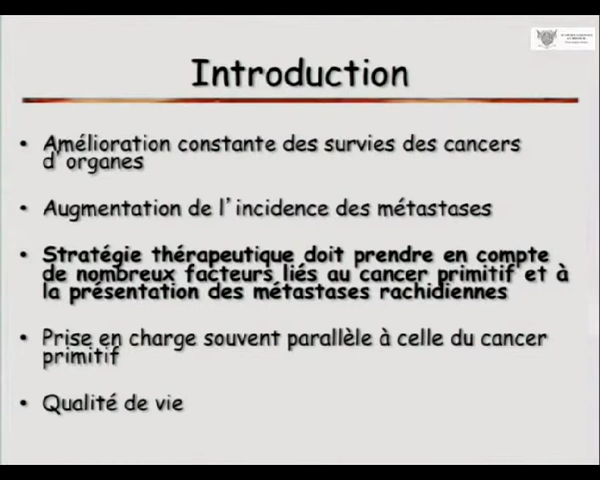 Introduction
• Amélioration constante des survies des cancers
d'organes
• Augmentation de l'incidence des métastases
• Stratégie thérapeutique doit prendre en compte
de nombreux facteurs liés au cancer primitif et à
la présentation des métastases rachidiennes
• Prise en charge souvent parallèle à celle du cancer
primitif
• Qualité de vie